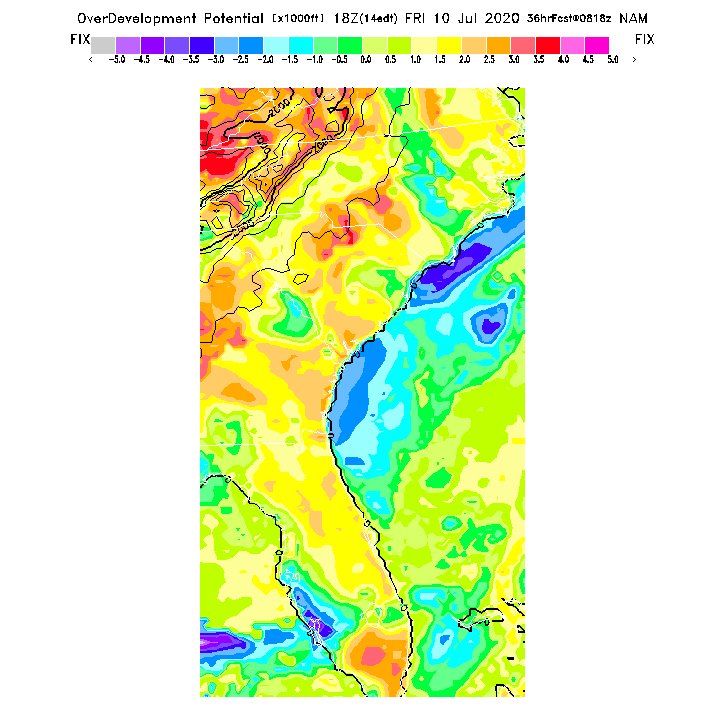 OverDevelopment Potential [x1000ft] 18Z(14edt) FRI 10 Jul 2020 36hrFcst@0818z NAM
FIX FIX
< -5.0 -4.5 -4.0 -3.5 -3.0 -2.5 -2.0 -1.5 -1.0 -0.5 0.0 0.5 1.0 1.5 2.0 2.5 3.0 3.5 4.0 4.5 5.0 >
2000